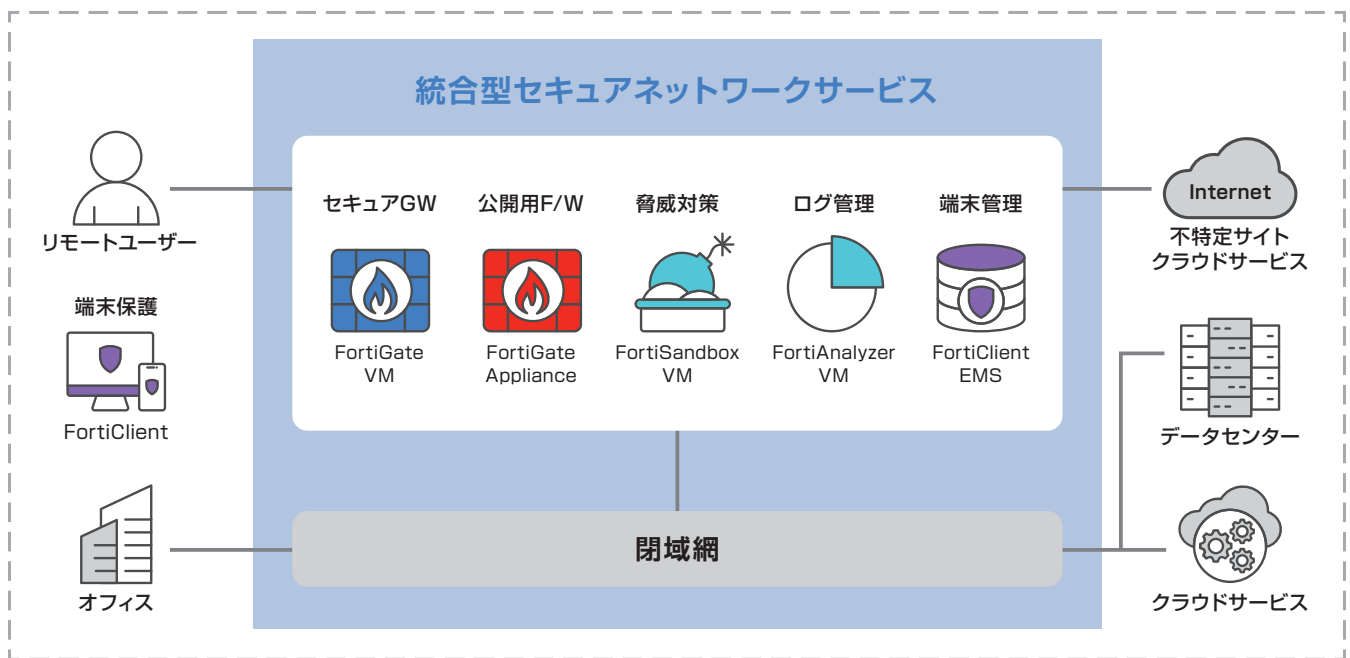 統合型セキュアネットワークサービス
リモートユーザー
端末保護
FortiClient
オフィス
セキュアGW
FortiGate
VM
公開用F/W
FortiGate
Appliance
脅威対策
FortiSandbox
VM
ログ管理
FortiAnalyzer
VM
端末管理
FortiClient
EMS
閉域網
Internet
不特定サイト
クラウドサービス
データセンター
クラウドサービス